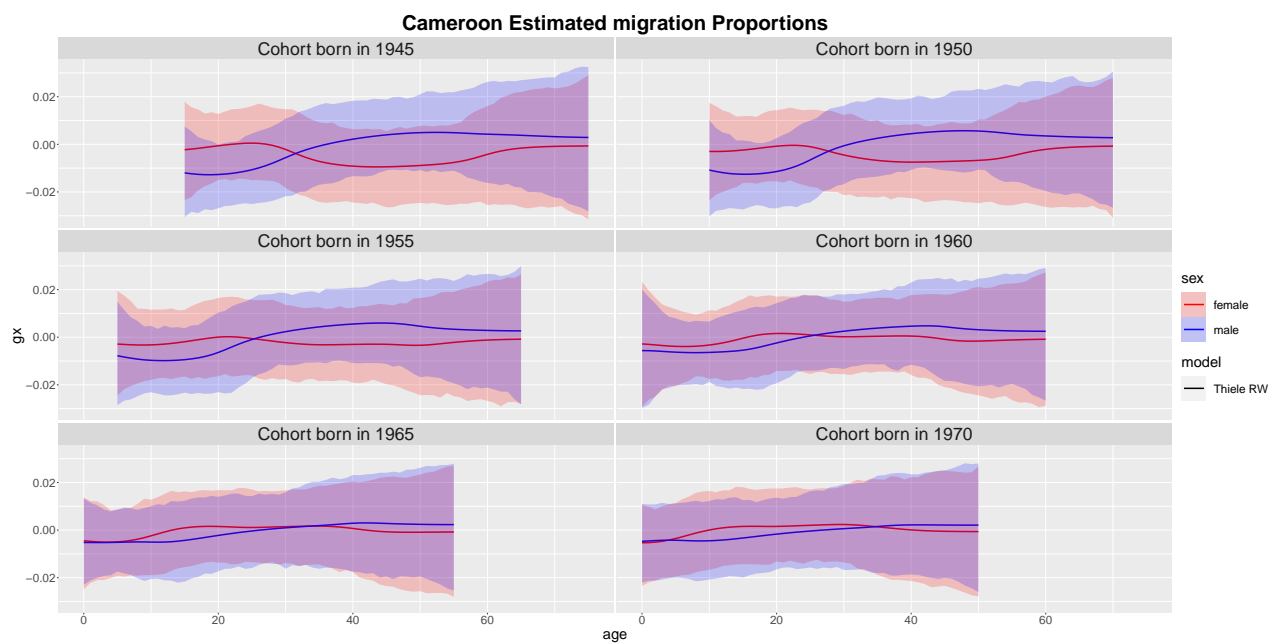 Cameroon Estimated migration Proportions
Cohort born in 1945
Cohort born in 1950
0.02
0.00
−0.02
Cohort born in 1955
Cohort born in 1960
0.02
0.00
−0.02
Cohort born in 1965
Cohort born in 1970
0.02
0.00
−0.02
0 20 40 60 0 20 40 60
age
gx
sex
female
male
model
Thiele RW